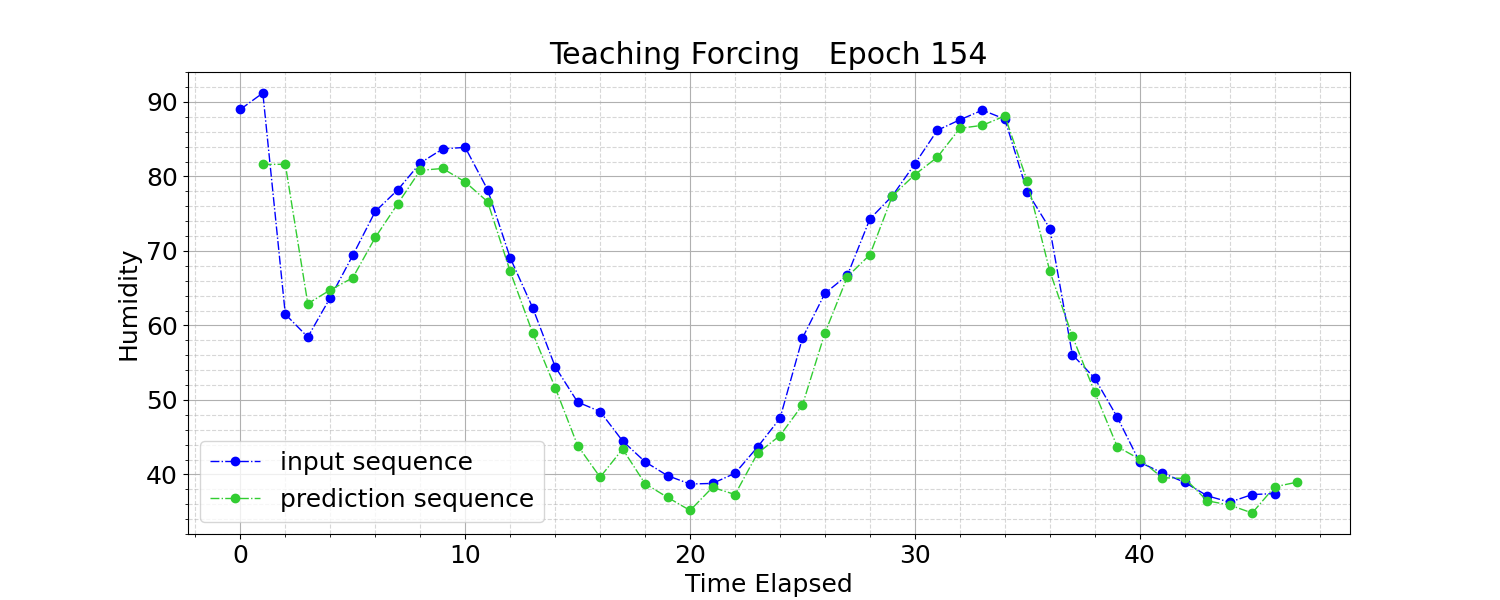 Teaching Forcing   Epoch 154
90
80
70
60
50
40
Humidity
input sequence
prediction sequence
0 10 20 30 40
Time Elapsed